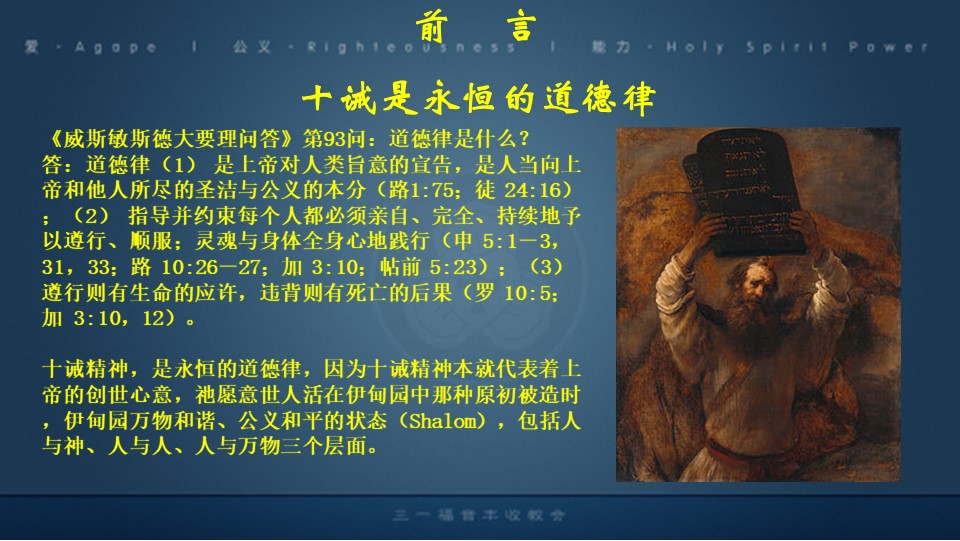 前 言
爱·Agape | 公义·Righteousness | 能力·Holy Spirit Power
十诫是永恒的道德律
《威斯敏斯德大要理问答》第93问：道德律是什么？
答：道德律（1） 是上帝对人类旨意的宣告，是人当向上
帝和他人所尽的圣洁与公义的本分（路1:75；徒 24:16）
；（2） 指导并约束每个人都必须亲自、完全、持续地予
以遵行、顺服；灵魂与身体全身心地践行（申 5:1－3，
31，33；路 10:26－27；加 3:10；帖前 5:23）；（3）
遵行则有生命的应许，违背则有死亡的后果（罗 10:5；
加 3:10，12）。
十诫精神，是永恒的道德律，因为十诫精神本就代表着上
帝的创世心意，祂愿意世人活在伊甸园中那种原初被造时
，伊甸园万物和谐、公义和平的状态（Shalom），包括人
与神、人与人、人与万物三个层面。
三一福音丰收教会